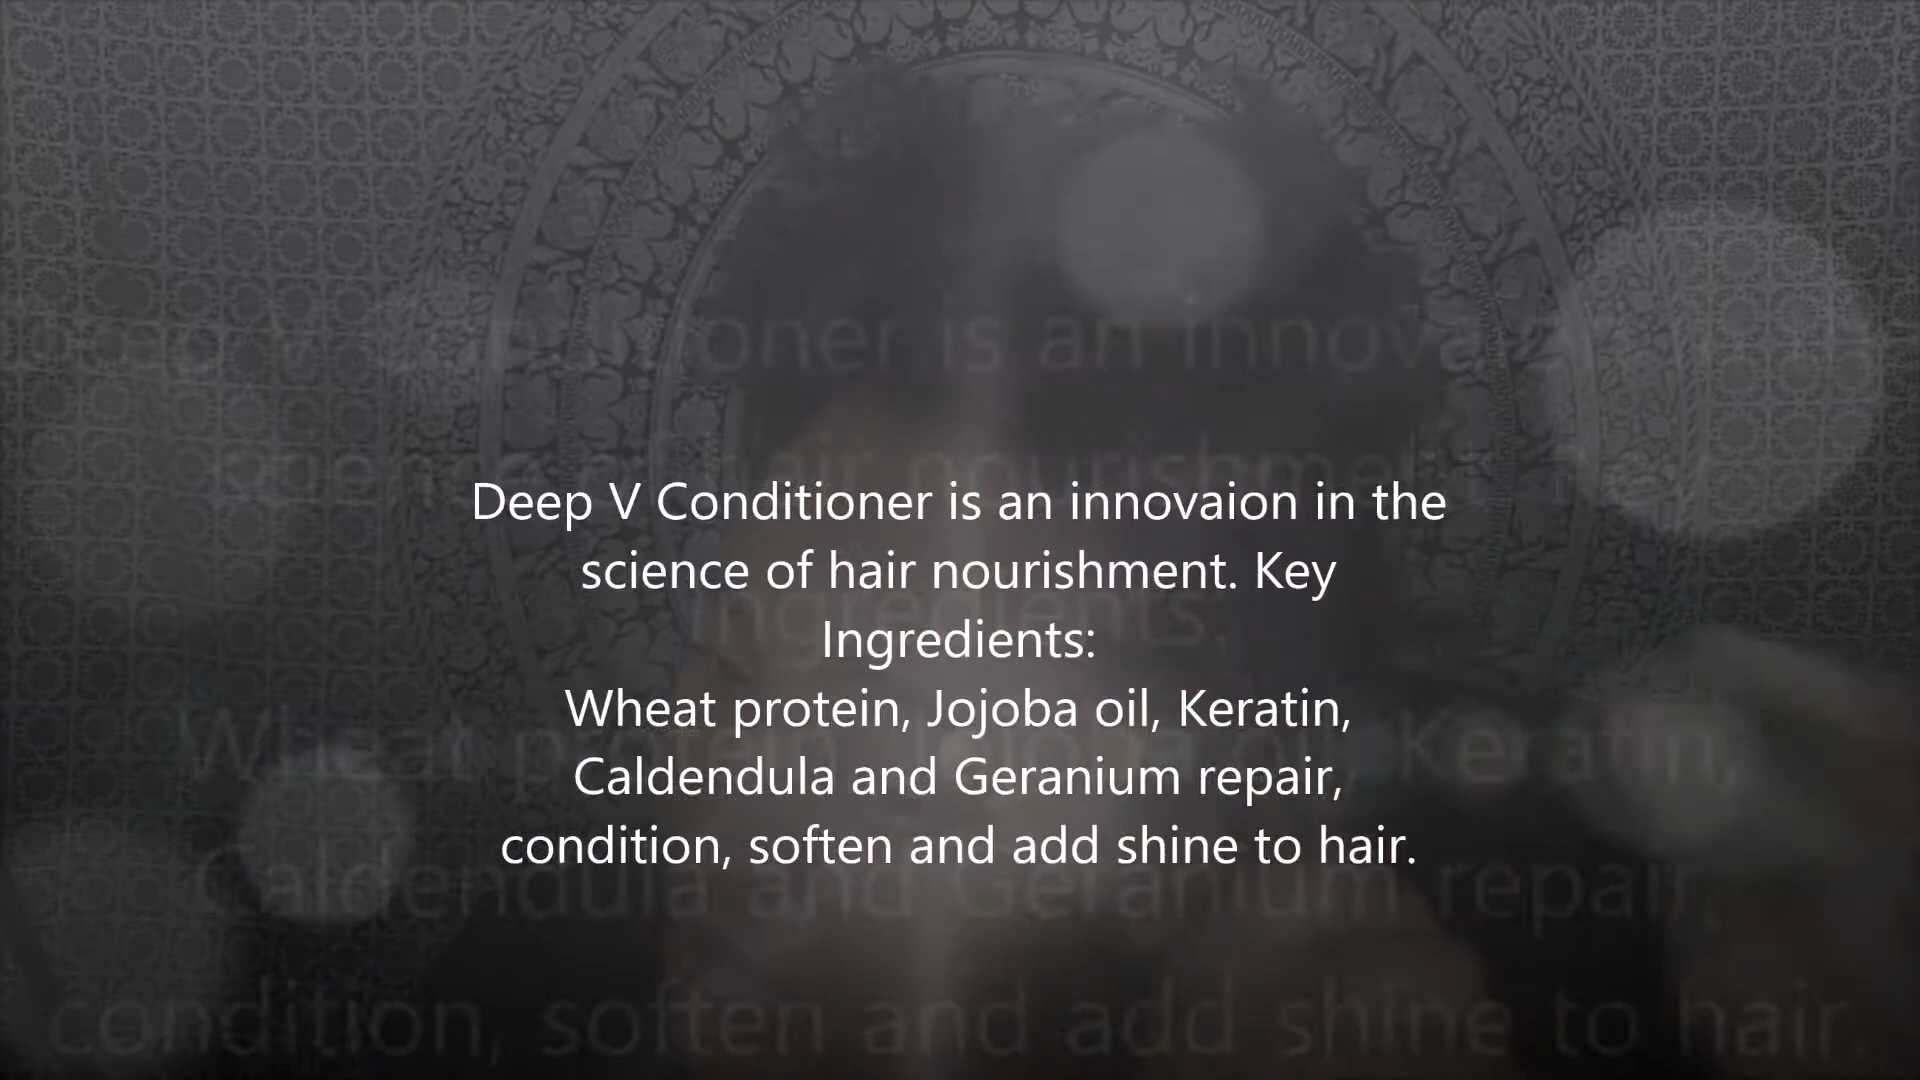 Deep V Conditioner is an innovaion in the
science of hair nourishment. Key
Ingredients:
Wheat protein, Jojoba oil, Keratin,
Caldendula and Geranium repair,
condition, soften and add shine to hair.